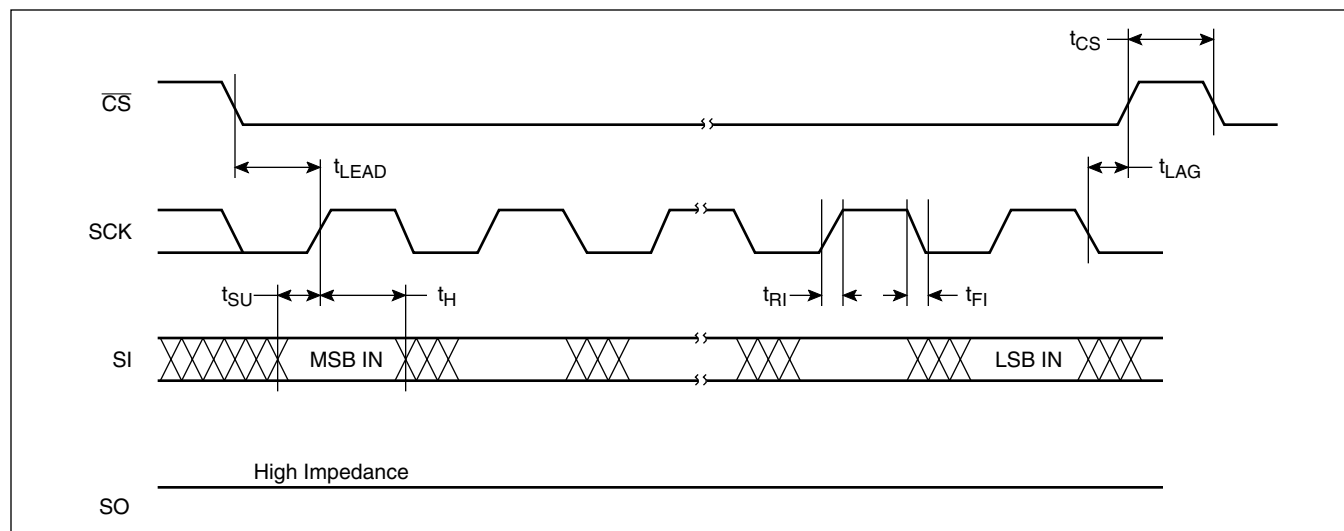 tCS
CS
tLEAD
tLAG
SCK
tSU
tH
tRI
tFI
SI
MSB IN
LSB IN
High Impedance
SO